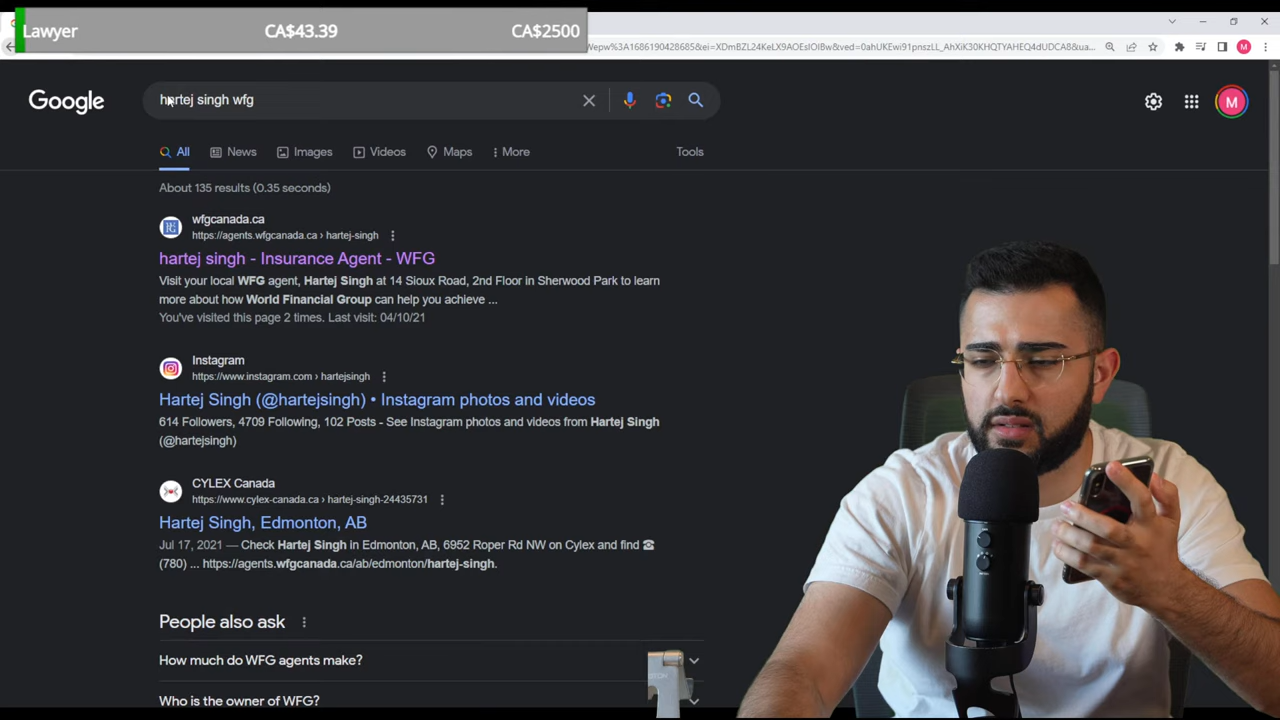 Lawyer CA$43.39 CA$2500
Wepw%3A1686190428685&ei=XDmBZL24KeLX9AOEsIOIBw&ved=0ahUKEwi91pnszLL_AhXiK30KHQTYAHEQ4dUDCA8&ua...
M
Google
hartej singh wfg
M
All News Images Videos Maps More Tools
About 135 results (0.35 seconds)
wfgcanada.ca
https://agents.wfgcanada.ca › hartej-singh
hartej singh - Insurance Agent - WFG
Visit your local WFG agent, Hartej Singh at 14 Sioux Road, 2nd Floor in Sherwood Park to learn
more about how World Financial Group can help you achieve ...
You've visited this page 2 times. Last visit: 04/10/21
Instagram
https://www.instagram.com › hartejsingh
Hartej Singh (@hartejsingh) • Instagram photos and videos
614 Followers, 4709 Following, 102 Posts - See Instagram photos and videos from Hartej Singh
(@hartejsingh)
CYLEX Canada
https://www.cylex-canada.ca › hartej-singh-24435731
Hartej Singh, Edmonton, AB
Jul 17, 2021 — Check Hartej Singh in Edmonton, AB, 6952 Roper Rd NW on Cylex and find ☎
(780) ... https://agents.wfgcanada.ca/ab/edmonton/hartej-singh.
People also ask
How much do WFG agents make?
Who is the owner of WFG?